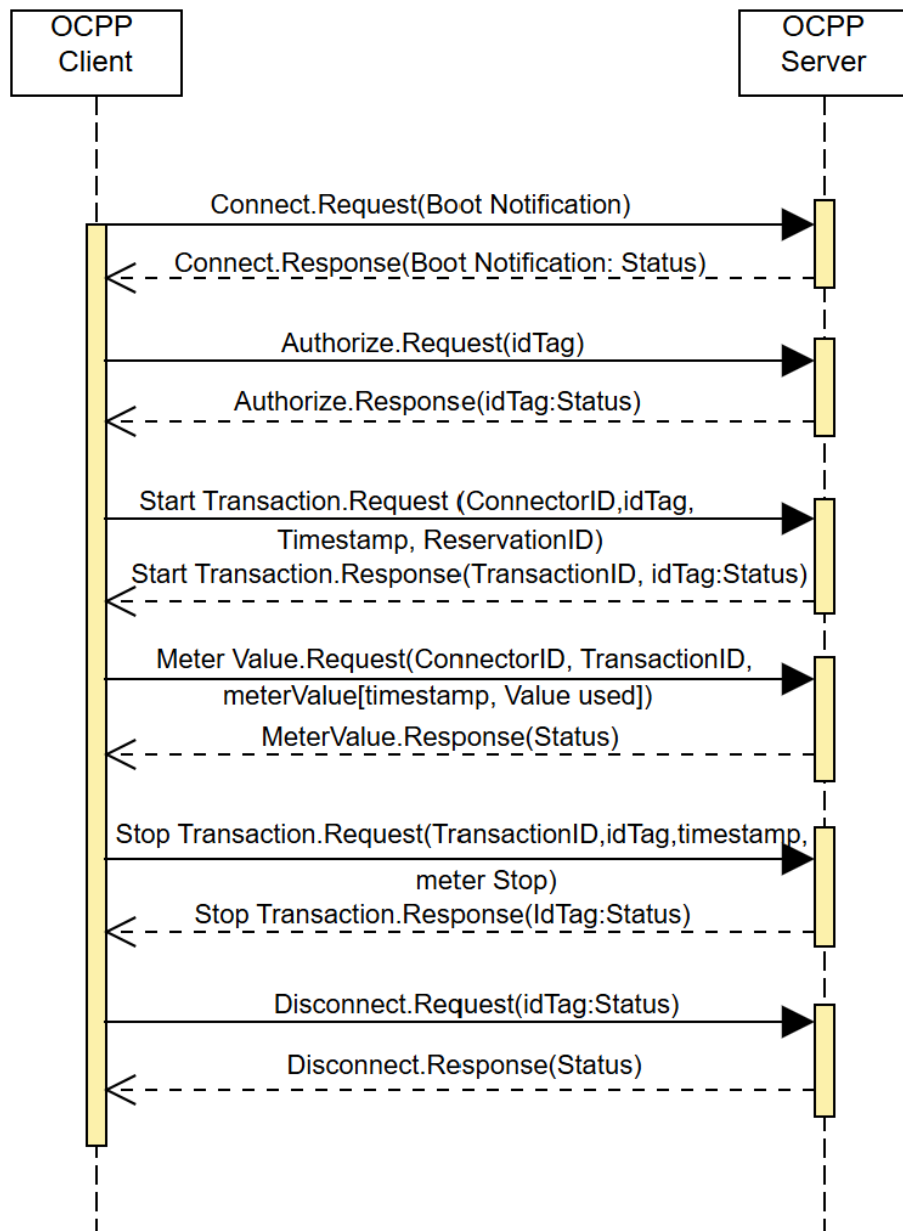 OCPP
Client
OCPP
Server
Connect.Request(Boot Notification)
Connect.Response(Boot Notification: Status)
Authorize.Request(idTag)
Authorize.Response(idTag:Status)
Start Transaction.Request (ConnectorID,idTag,
Timestamp, ReservationID)
Start Transaction.Response(TransactionID, idTag:Status)
Meter Value.Request(ConnectorID, TransactionID,
meterValue[timestamp, Value used])
MeterValue.Response(Status)
Stop Transaction.Request(TransactionID,idTag,timestamp,
meter Stop)
Stop Transaction.Response(IdTag:Status)
Disconnect.Request(idTag:Status)
Disconnect.Response(Status)